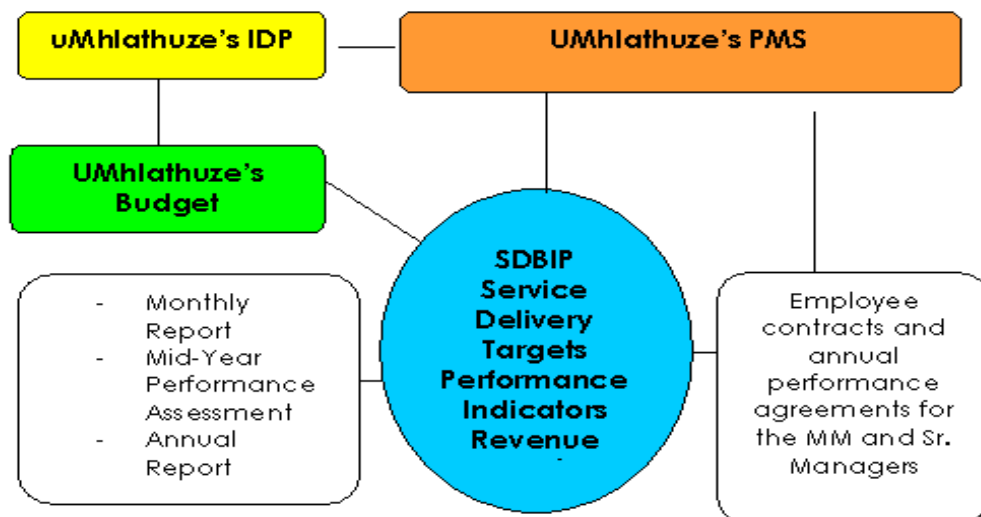 uMhlathuze's IDP
UMhlathuze's PMS
UMhlathuze's
Budget
SDBIP
Service
Delivery
Targets
Performance
Indicators
Revenue
- Monthly
Report
- Mid-Year
Performance
Assessment
- Annual
Report
Employee
contracts and
annual
performance
agreements for
the MM and Sr.
Managers